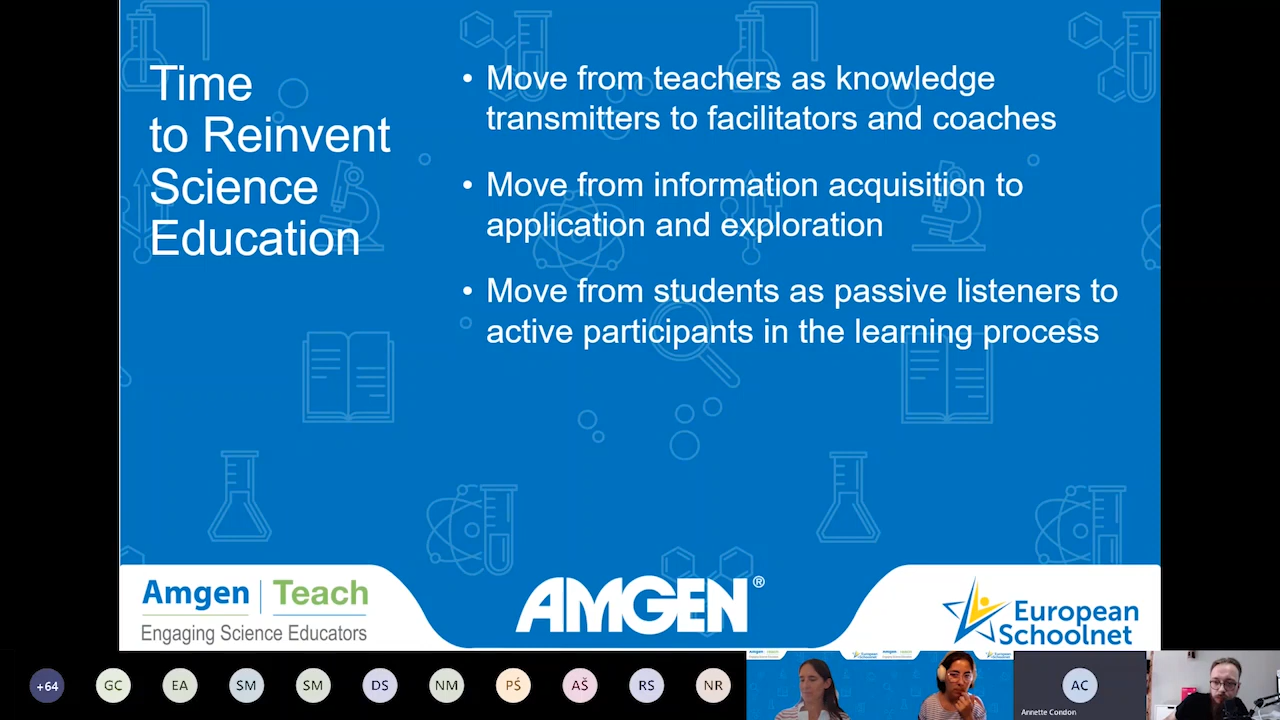 Time
to Reinvent
Science
Education
• Move from teachers as knowledge
transmitters to facilitators and coaches
• Move from information acquisition to
application and exploration
• Move from students as passive listeners to
active participants in the learning process
Amgen | Teach
Engaging Science Educators
AMGEN®
European
Schoolnet
+64
GC
EA
SM
SM
DS
NM
PŚ
AŠ
RS
NR
Amgen Teach
AC
Annette Condon